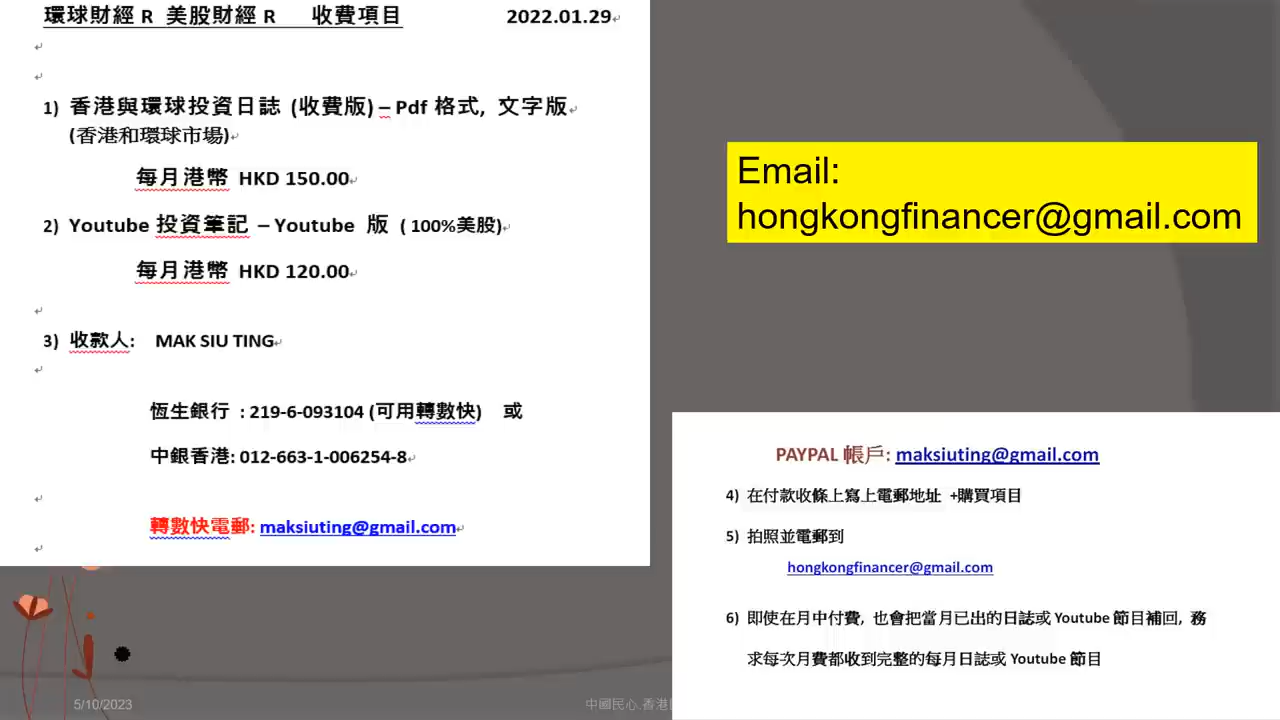 環球財經 R 美股財經 R 收費項目 2022.01.29
1) 香港與環球投資日誌 (收費版) – Pdf 格式, 文字版
(香港和環球市場)
每月港幣 HKD 150.00
2) Youtube 投資筆記 – Youtube 版 ( 100%美股)
每月港幣 HKD 120.00
3) 收款人: MAK SIU TING
恆生銀行 : 219-6-093104 (可用轉數快) 或
中銀香港: 012-663-1-006254-8
轉數快電郵: maksiuting@gmail.com
Email:
hongkongfinancer@gmail.com
PAYPAL 帳戶: maksiuting@gmail.com
4) 在付款收條上寫上電郵地址 +購買項目
5) 拍照並電郵到
hongkongfinancer@gmail.com
6) 即使在月中付費, 也會把當月已出的日誌或 Youtube 節目補回, 務
求每次月費都收到完整的每月日誌或 Youtube 節目
5/10/2023
中國民心.香港